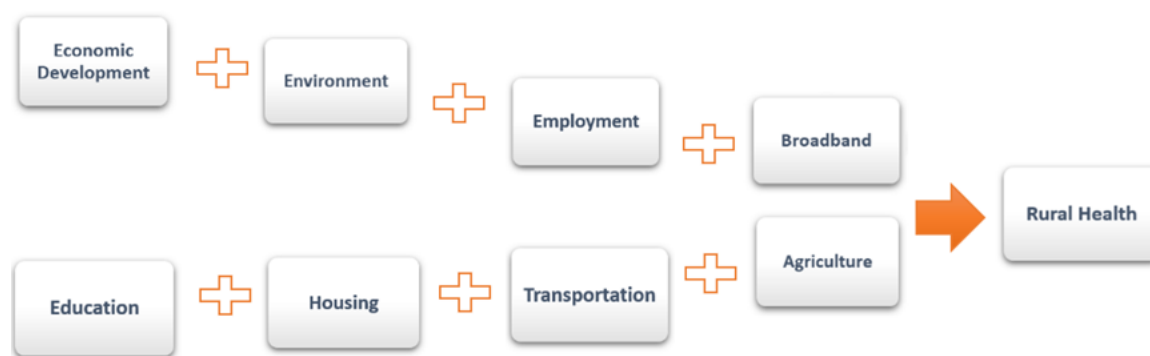 Economic
Development
Environment
Employment
Broadband
Education
Housing
Transportation
Agriculture
Rural Health